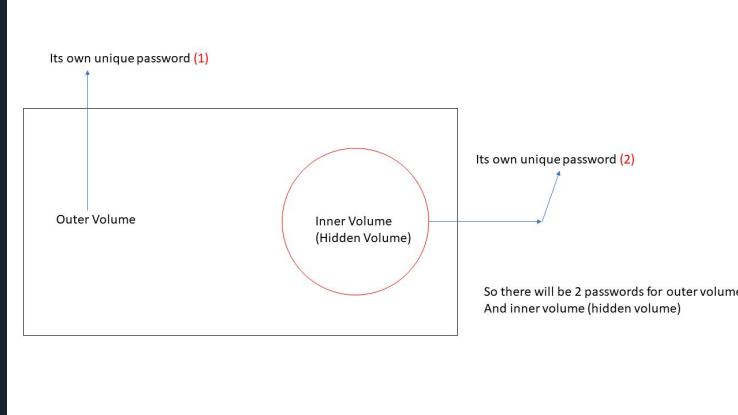 Its own unique password (1)
Its own unique password (2)
Outer Volume
Inner Volume
(Hidden Volume)
So there will be 2 passwords for outer volume
And inner volume (hidden volume)